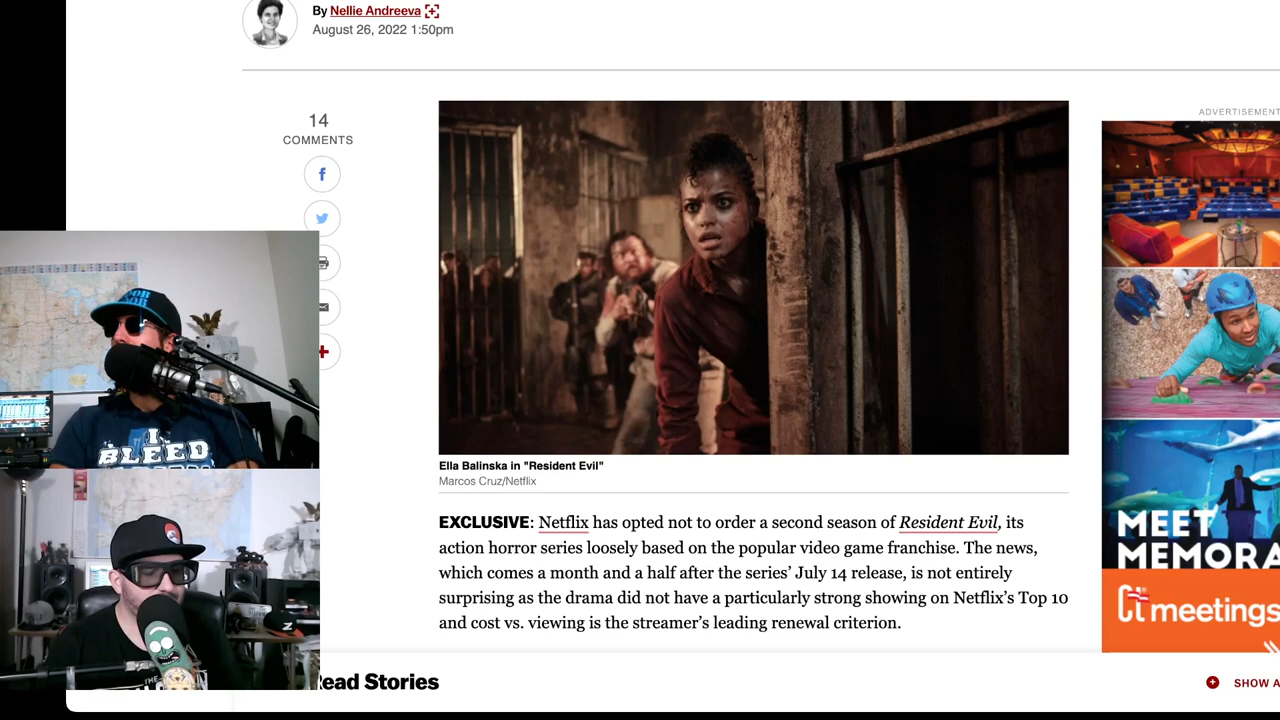 By Nellie Andreeva
August 26, 2022 1:50pm
14
COMMENTS
ADVERTISEMENT
Ella Balinska in "Resident Evil"
Marcos Cruz/Netflix
EXCLUSIVE: Netflix has opted not to order a second season of Resident Evil, its
action horror series loosely based on the popular video game franchise. The news,
which comes a month and a half after the series' July 14 release, is not entirely
surprising as the drama did not have a particularly strong showing on Netflix's Top 10
and cost vs. viewing is the streamer's leading renewal criterion.
MEET
MEMORA
Ct meetings
I
BLEED
THE
ead Stories
SHOW A